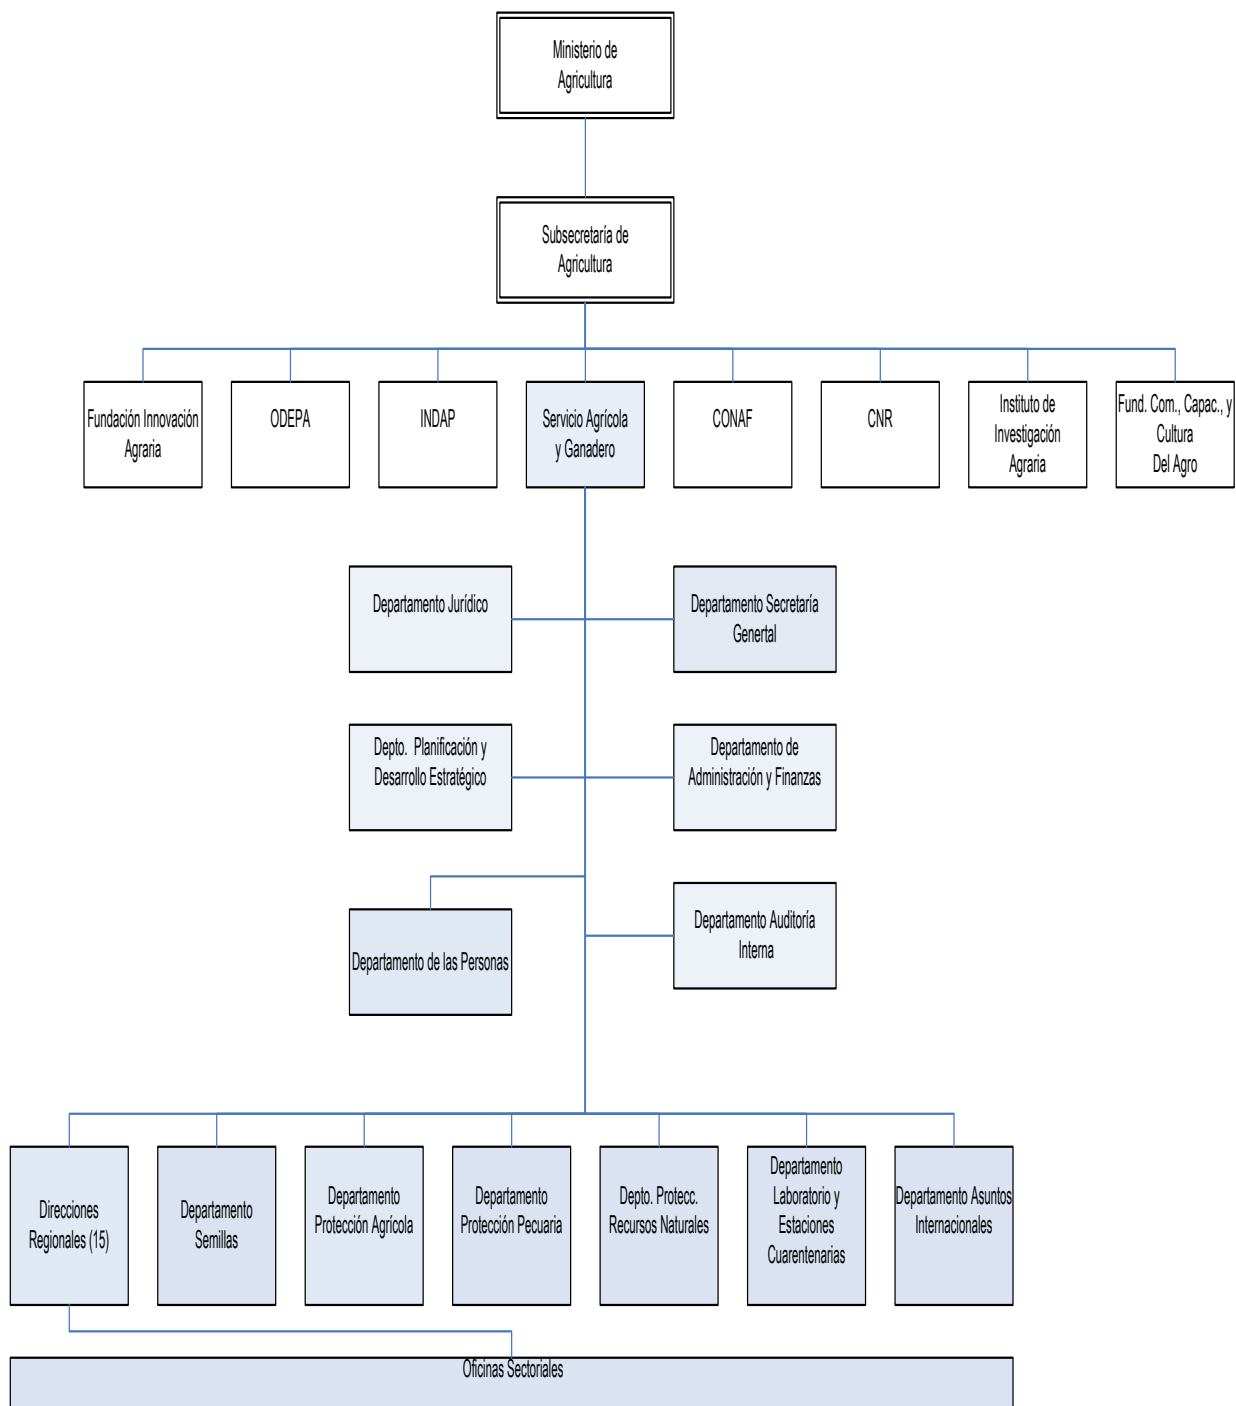 Ministerio de
Agricultura
Subsecretaría de
Agricultura
Fundación Innovación
Agraria
ODEPA
INDAP
Servicio Agrícola
y Ganadero
CONAF
CNR
Instituto de
Investigación
Agraria
Fund. Com., Capac., y
Cultura
Del Agro
Departamento Jurídico
Departamento Secretaría
Genertal
Depto. Planificación y
Desarrollo Estratégico
Departamento de
Administración y Finanzas
Departamento de las Personas
Departamento Auditoría
Interna
Direcciones
Regionales (15)
Departamento
Semillas
Departamento
Protección Agrícola
Departamento
Protección Pecuaria
Depto. Protecc.
Recursos Naturales
Departamento
Laboratorio y
Estaciones
Cuarentenarias
Departamento Asuntos
Internacionales
Oficinas Sectoriales